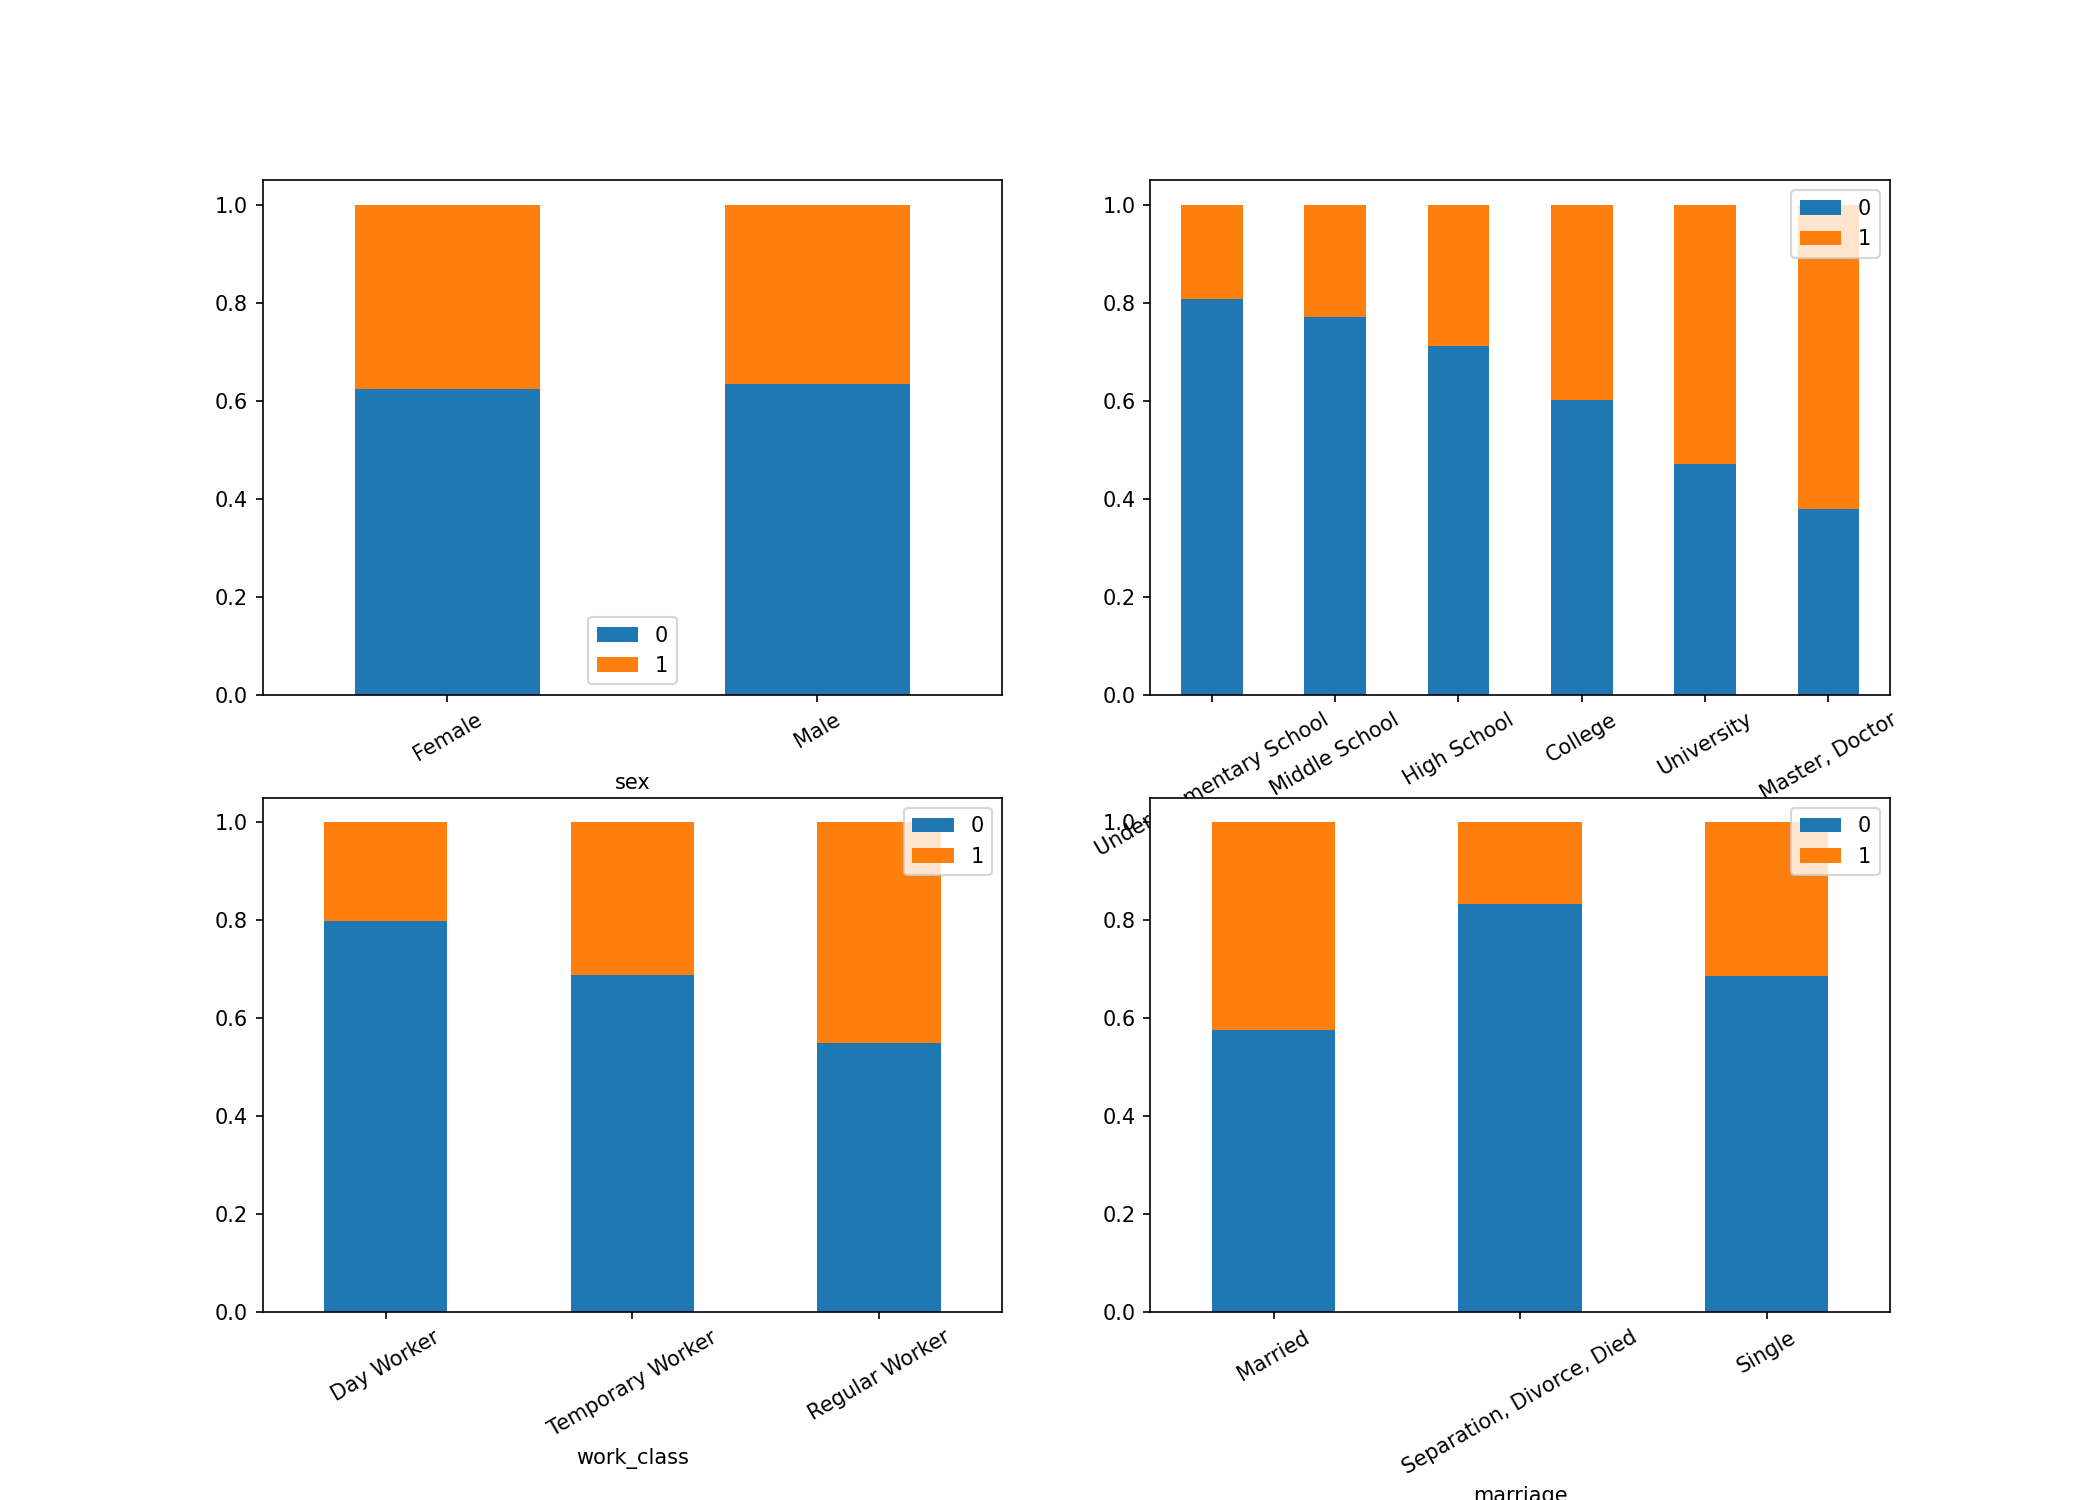 1.0
0.8
0.6
0.4
0.2
0.0
0
1
Female
Male
sex
1.0
0.8
0.6
0.4
0.2
0.0
0
1
mentary School
Middle School
High School
College
University
Master, Doctor
1.0
0.8
0.6
0.4
0.2
0.0
0
1
Day Worker
Temporary Worker
Regular Worker
work_class
Under
1.0
0.8
0.6
0.4
0.2
0.0
0
1
Married
Separation, Divorce, Died
Single
marriage